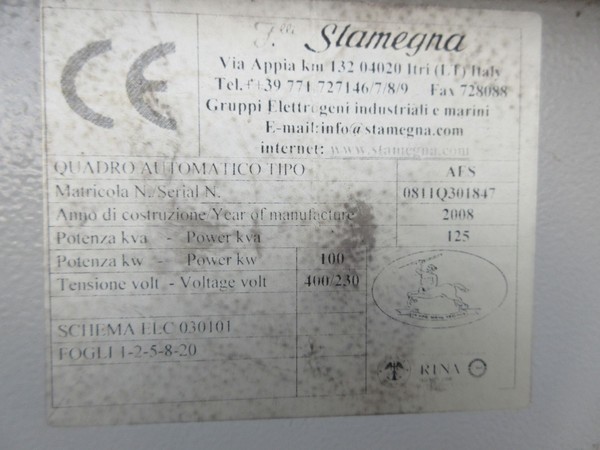 CE
F.lli Stamegna
Via Appia km 132 04020 Itri (LT) Italy
Tel.+39 771 727146/7/8/9 Fax 728088
Gruppi Elettrogeni industriali e marini
E-mail:info@stamegna.com
internet: www.stamegna.com
QUADRO AUTOMATICO TIPO AFS
Matricola N./Serial N. 0811Q301847
Anno di costruzione/Year of manufacture 2008
Potenza kva - Power kva 125
Potenza kw - Power kw 100
Tensione volt - Voltage volt 400/230
SCHEMA ELC 030101
FOGLI 1-2-5-8-20
RINA